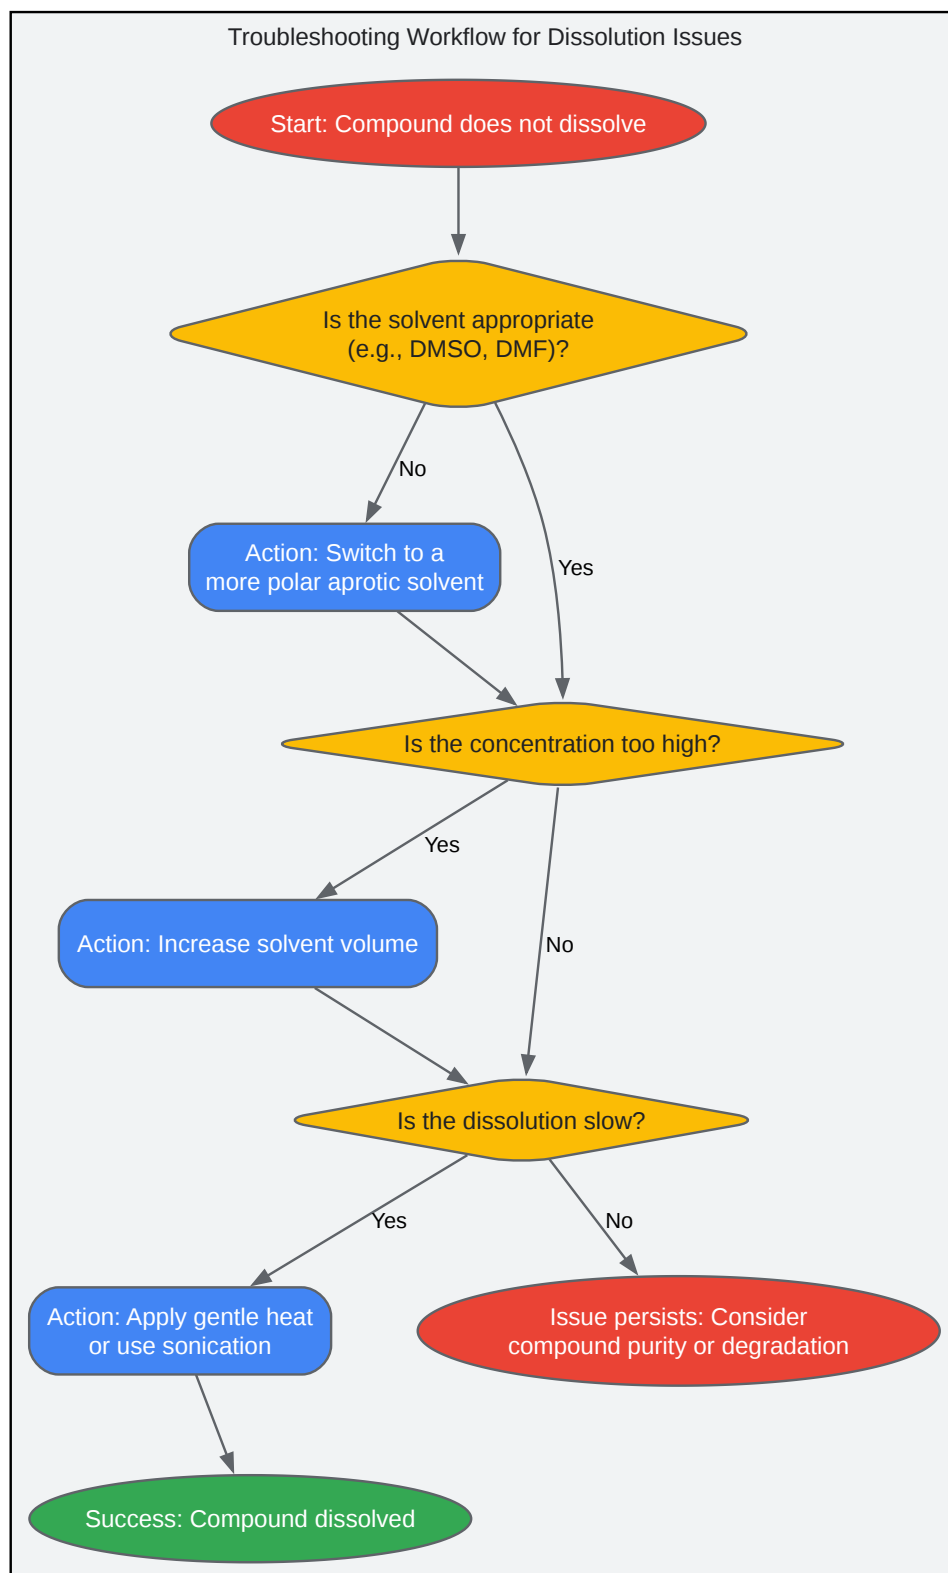 Troubleshooting Workflow for Dissolution Issues
Start: Compound does not dissolve
Is the solvent appropriate
(e.g., DMSO, DMF)?
No
Action: Switch to a
more polar aprotic solvent
Yes
Is the concentration too high?
Yes
Action: Increase solvent volume
No
Is the dissolution slow?
Yes
No
Action: Apply gentle heat
or use sonication
Issue persists: Consider
compound purity or degradation
Success: Compound dissolved